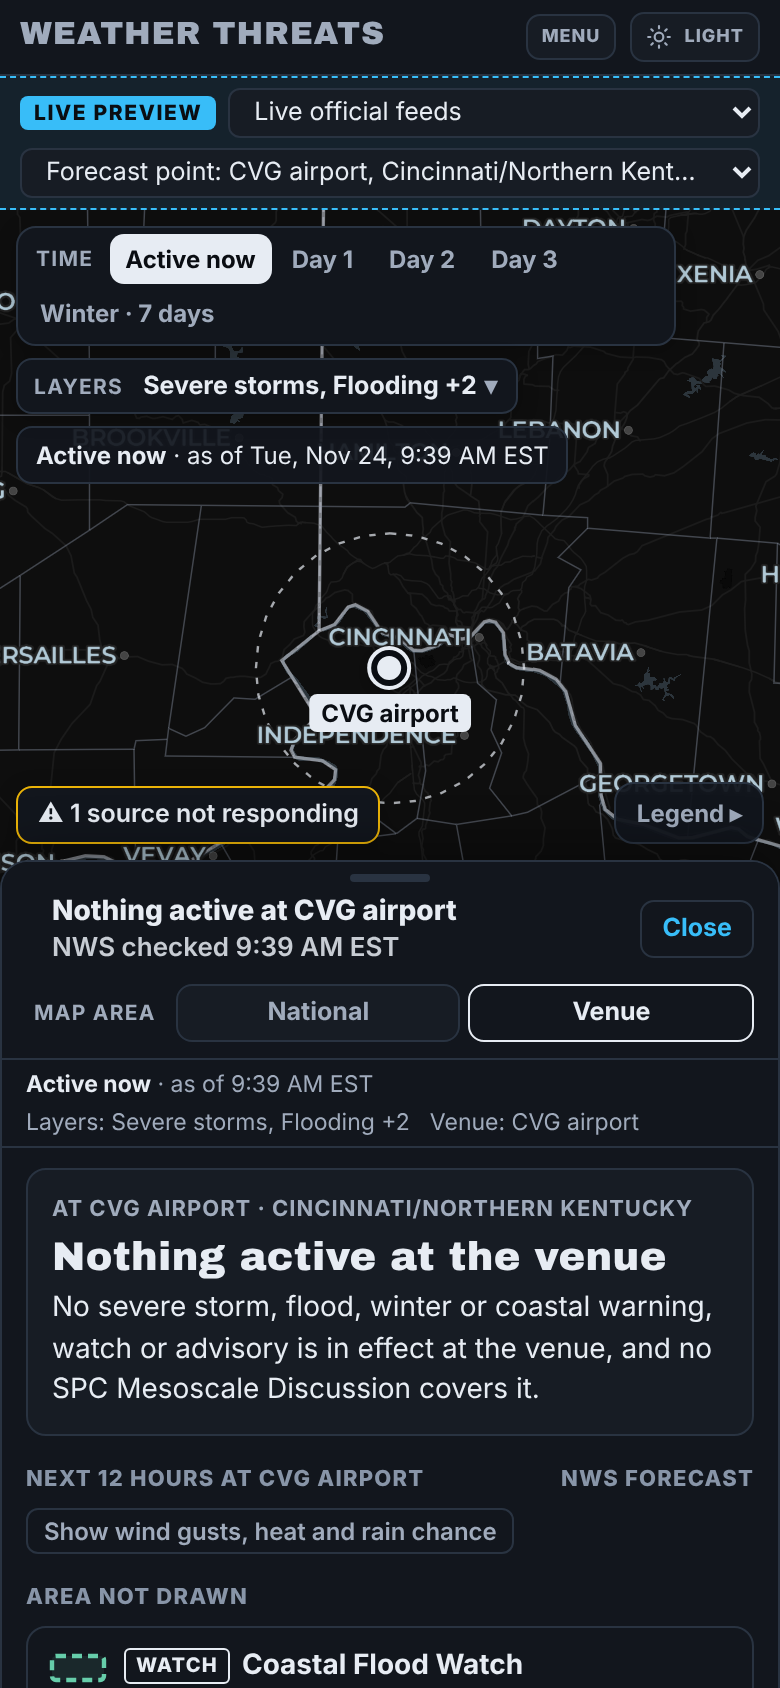 WEATHER THREATS
MENU
LIGHT
LIVE PREVIEW
Live official feeds
Forecast point: CVG airport, Cincinnati/Northern Kent...
DAYTON
TIME
Active now
Day 1
Day 2
Day 3
XENIA
Winter · 7 days
LAYERS
Severe storms, Flooding +2 ▾
LEBANON
BROOKVILLE
Active now · as of Tue, Nov 24, 9:39 AM EST
CINCINNATI
ERSAILLES
BATAVIA
CVG airport
INDEPENDENCE
GEORGETOWN
⚠ 1 source not responding
Legend ▸
SON
VEVAY
Nothing active at CVG airport
NWS checked 9:39 AM EST
Close
MAP AREA
National
Venue
Active now · as of 9:39 AM EST
Layers: Severe storms, Flooding +2 Venue: CVG airport
AT CVG AIRPORT · CINCINNATI/NORTHERN KENTUCKY
Nothing active at the venue
No severe storm, flood, winter or coastal warning,
watch or advisory is in effect at the venue, and no
SPC Mesoscale Discussion covers it.
NEXT 12 HOURS AT CVG AIRPORT
NWS FORECAST
Show wind gusts, heat and rain chance
AREA NOT DRAWN
WATCH
Coastal Flood Watch